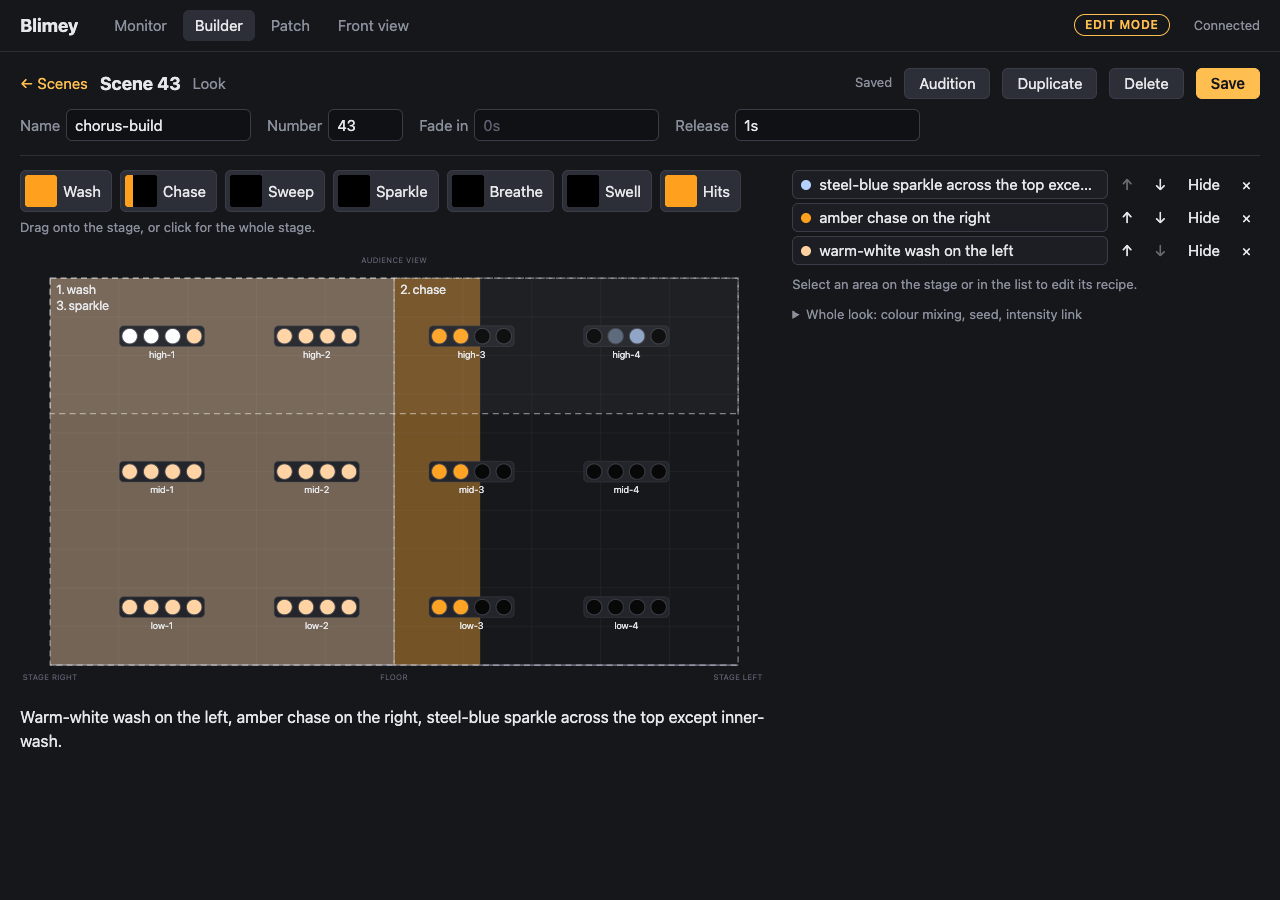 Blimey Monitor Builder Patch Front view EDIT MODE Connected
← Scenes Scene 43 Look Saved Audition Duplicate Delete Save
Name chorus-build Number 43 Fade in 0s Release 1s
Wash Chase Sweep Sparkle Breathe Swell Hits
Drag onto the stage, or click for the whole stage.
AUDIENCE VIEW
1. wash 2. chase
3. sparkle
high-1 high-2 high-3 high-4
mid-1 mid-2 mid-3 mid-4
low-1 low-2 low-3 low-4
STAGE RIGHT FLOOR STAGE LEFT
Warm-white wash on the left, amber chase on the right, steel-blue sparkle across the top except inner-
wash.
steel-blue sparkle across the top exce... ↑ ↓ Hide ×
amber chase on the right ↑ ↓ Hide ×
warm-white wash on the left ↑ ↓ Hide ×
Select an area on the stage or in the list to edit its recipe.
▶ Whole look: colour mixing, seed, intensity link